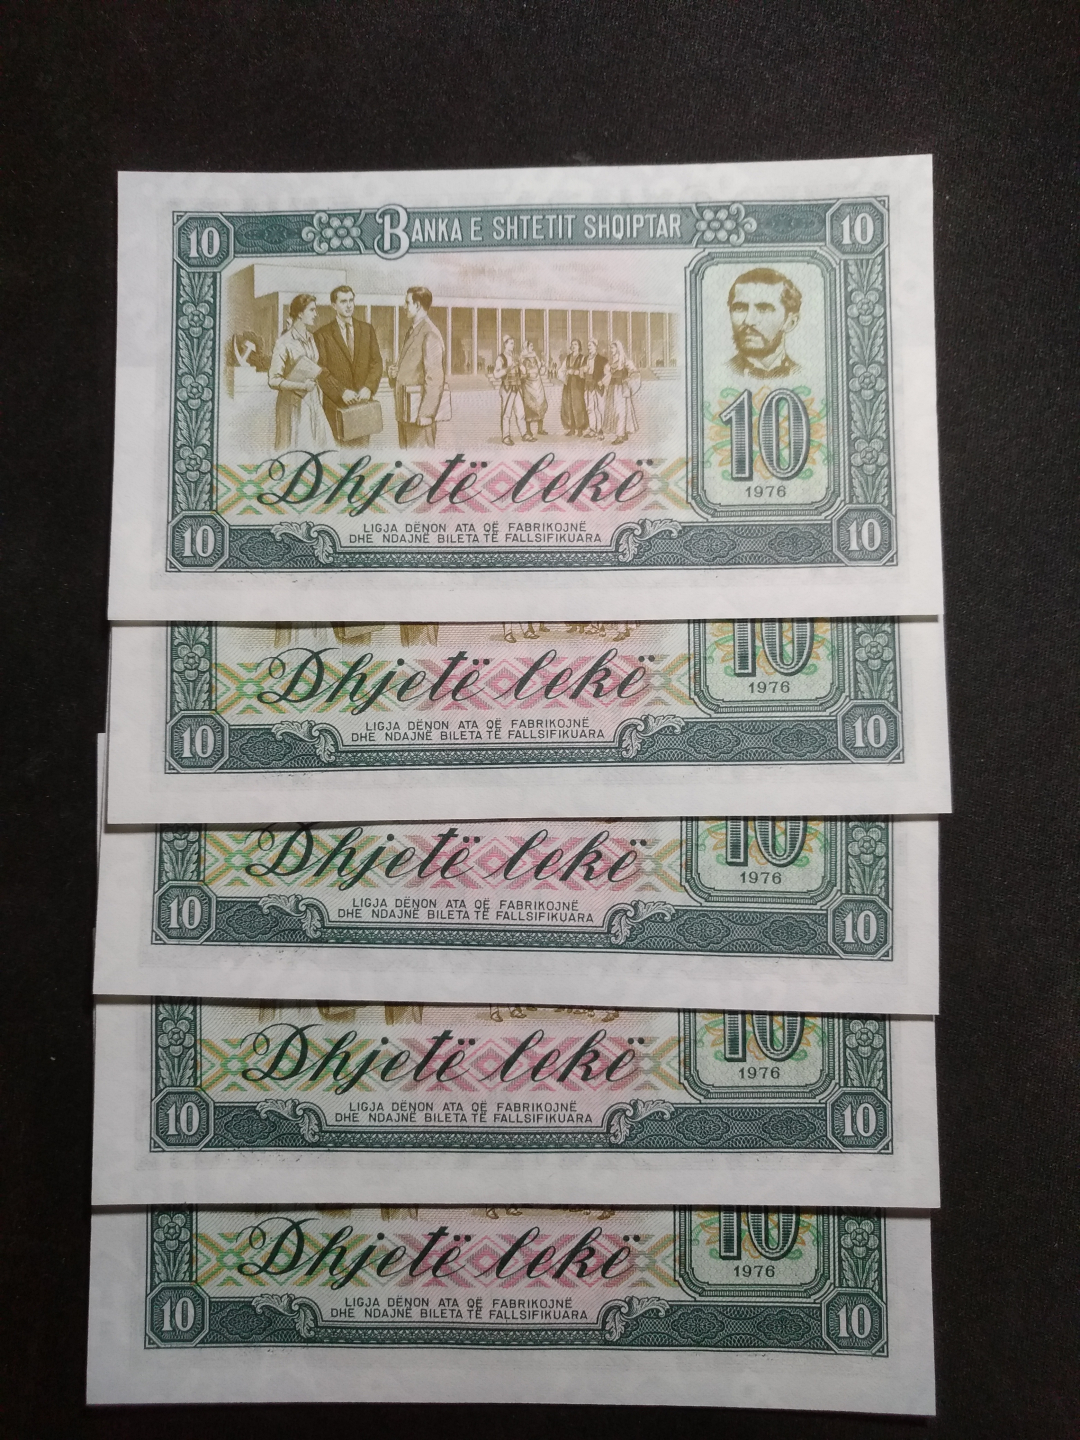 10 BANKA E SHTETIT SHQIPTAR 10
10
1976
Dhjetë lekë
LIGJA DËNON ATA QË FABRIKOJNË
DHE NDAJNË BILETA TË FALLSIFIKUARA
10 10
10
1976
Dhjetë lekë
LIGJA DËNON ATA QË FABRIKOJNË
DHE NDAJNË BILETA TË FALLSIFIKUARA
10 10
10
1976
Dhjetë lekë
LIGJA DËNON ATA QË FABRIKOJNË
DHE NDAJNË BILETA TË FALLSIFIKUARA
10 10
10
1976
Dhjetë lekë
LIGJA DËNON ATA QË FABRIKOJNË
DHE NDAJNË BILETA TË FALLSIFIKUARA
10 10
10
1976
Dhjetë lekë
LIGJA DËNON ATA QË FABRIKOJNË
DHE NDAJNË BILETA TË FALLSIFIKUARA
10 10